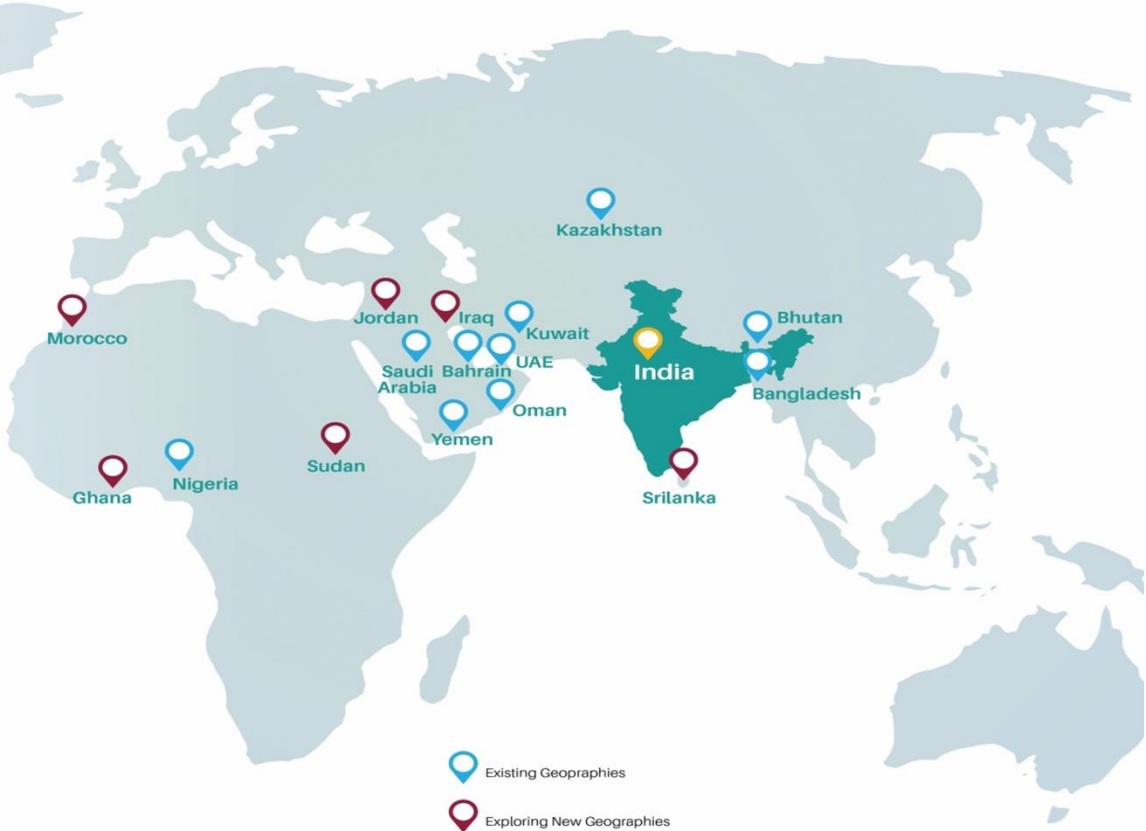 Kazakhstan
Morocco
Jordan
Iraq
Kuwait
Bhutan
Saudi
Arabia
Bahrain
UAE
India
Bangladesh
Oman
Yemen
Sudan
Nigeria
Ghana
Srilanka
Existing Geopraphies
Exploring New Geographies